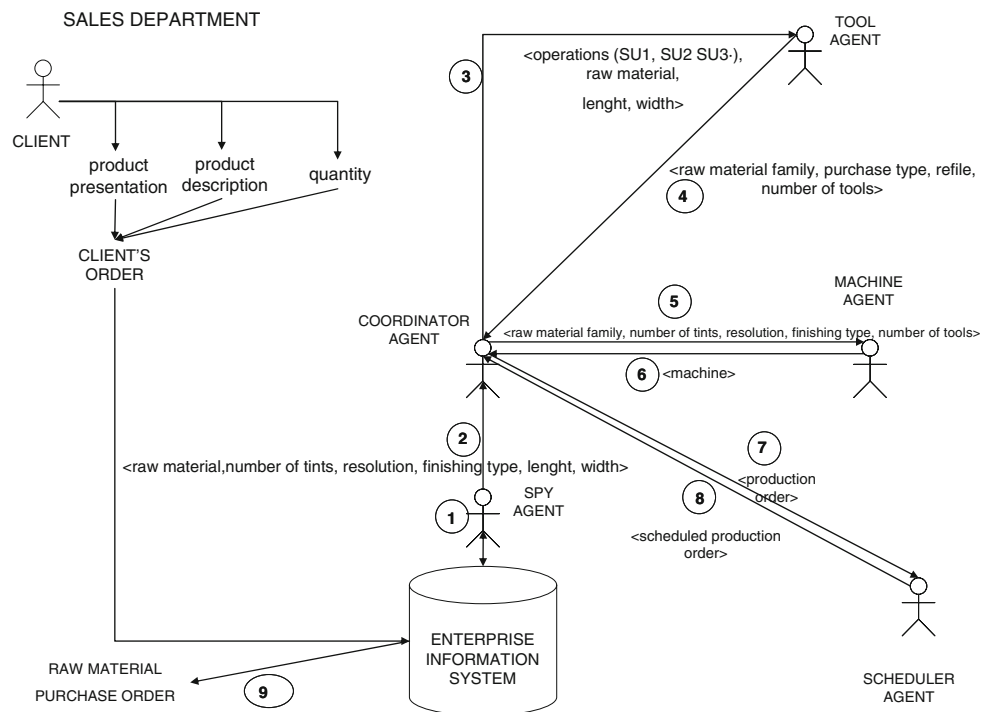 SALES DEPARTMENT
CLIENT
product
presentation
product
description
quantity
CLIENT'S
ORDER
3
<operations (SU1, SU2 SU3·),
raw material,
lenght, width>
TOOL
AGENT
<raw material family, purchase type, refile,
number of tools>
4
MACHINE
AGENT
5
COORDINATOR
AGENT
<raw material family, number of tints, resolution, finishing type, number of tools>
6
<machine>
2
<raw material,number of tints, resolution, finishing type, lenght, width>
7
<production
order>
8
<scheduled production
order>
1
SPY
AGENT
ENTERPRISE
INFORMATION
SYSTEM
RAW MATERIAL
PURCHASE ORDER
9
SCHEDULER
AGENT